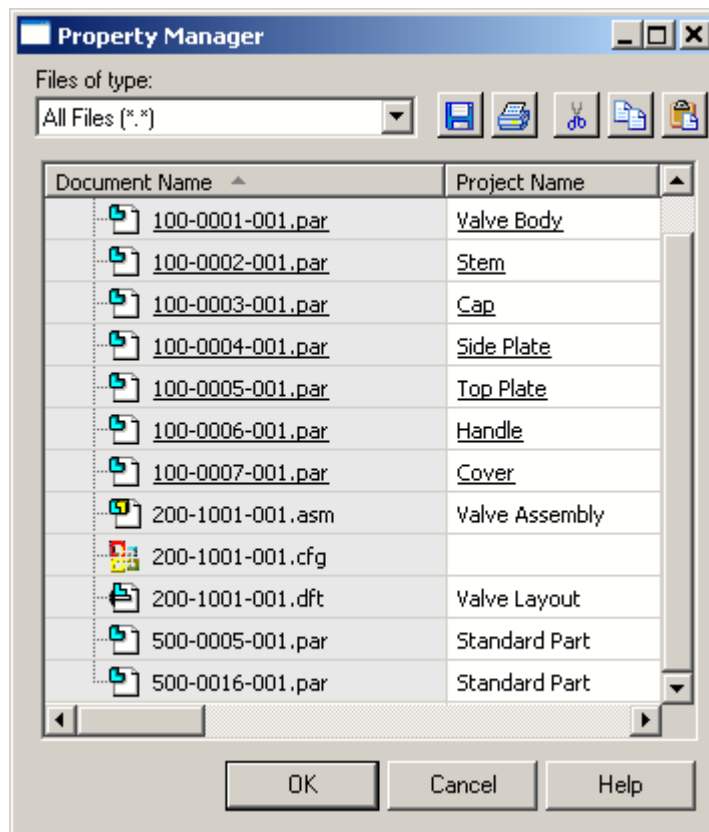 Property Manager
Files of type:
All Files (*.*)
Document Name Project Name
100-0001-001.par Valve Body
100-0002-001.par Stem
100-0003-001.par Cap
100-0004-001.par Side Plate
100-0005-001.par Top Plate
100-0006-001.par Handle
100-0007-001.par Cover
200-1001-001.asm Valve Assembly
200-1001-001.cfg
200-1001-001.dft Valve Layout
500-0005-001.par Standard Part
500-0016-001.par Standard Part
OK Cancel Help